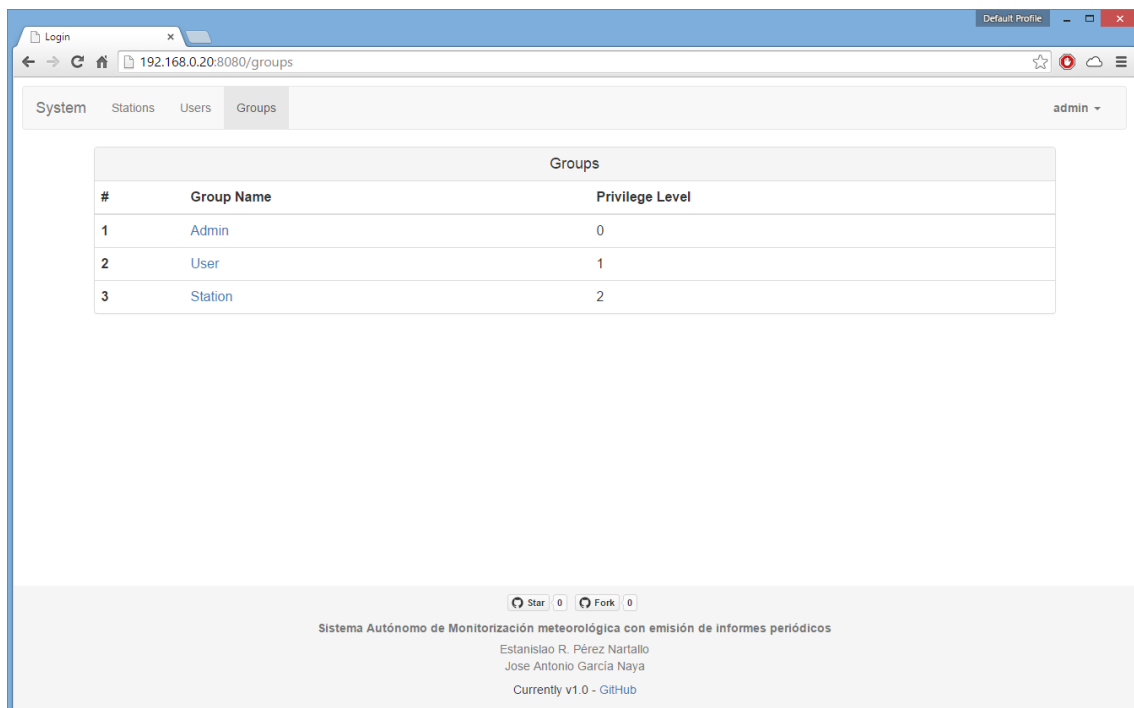 Default Profile
Login
192.168.0.20:8080/groups
System Stations Users Groups admin
Groups
# Group Name Privilege Level
1 Admin 0
2 User 1
3 Station 2
Star 0 Fork 0
Sistema Autónomo de Monitorización meteorológica con emisión de informes periódicos
Estanislao R. Pérez Nartallo
Jose Antonio García Naya
Currently v1.0 - GitHub